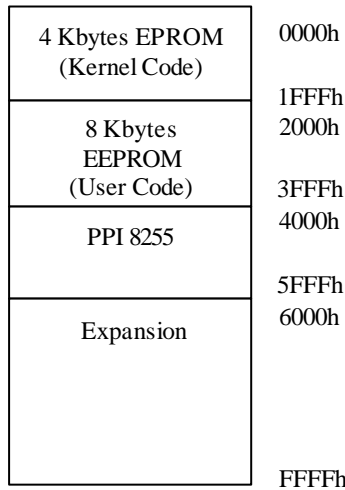 4 Kbytes EPROM
(Kernel Code)
0000h
1FFFh
8 Kbytes
EEPROM
(User Code)
2000h
3FFFh
PPI 8255
4000h
5FFFh
Expansion
6000h
FFFFh